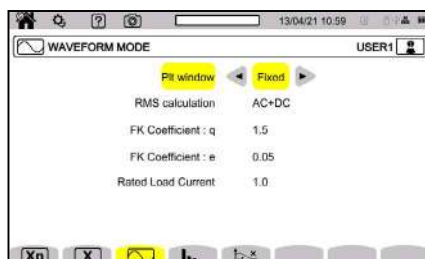 13/04/21 10:59
WAVEFORM MODE USER1
Plt window Fixed
RMS calculation AC+DC
FK Coefficient : q 1.5
FK Coefficient : e 0.05
Rated Load Current 1.0
Xn X